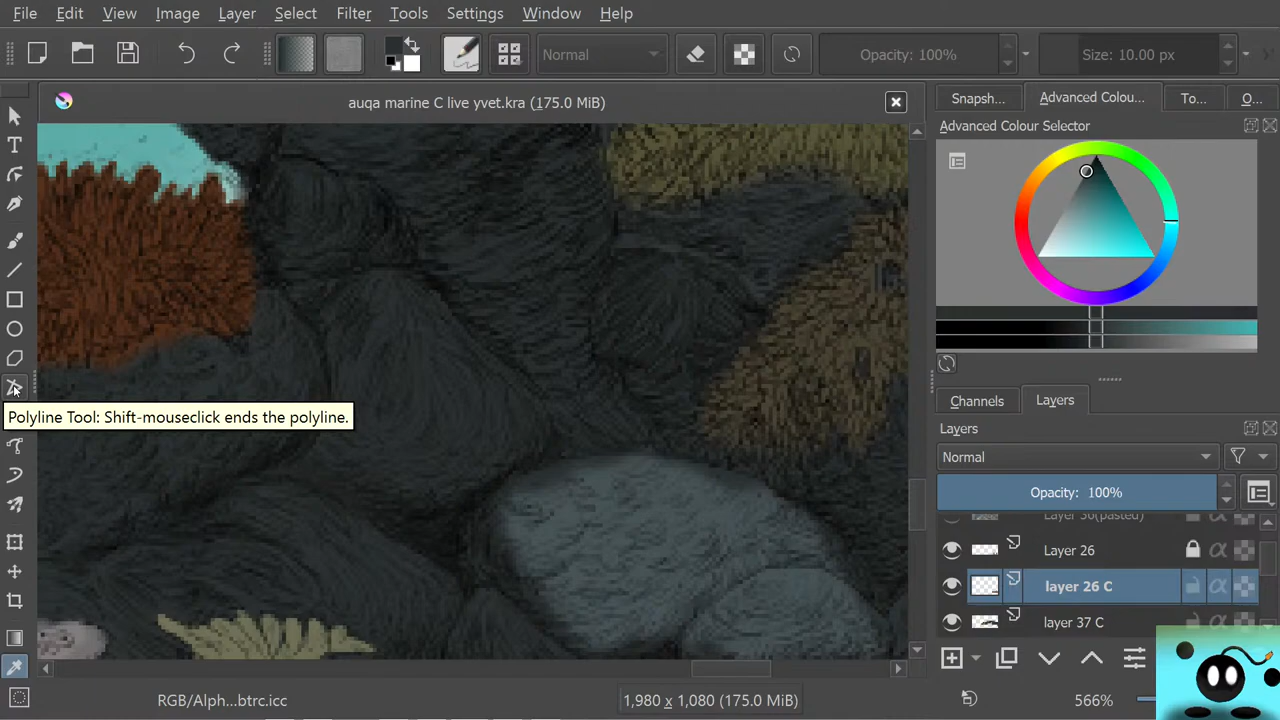 File Edit View Image Layer Select Filter Tools Settings Window Help
Normal Opacity: 100% Size: 10.00 px
auqa marine C live yvet.kra (175.0 MiB)
Snapsh... Advanced Colou... To... O...
Advanced Colour Selector
Polyline Tool: Shift-mouseclick ends the polyline.
Channels Layers
Layers
Normal
Opacity: 100%
Layer 36(pasted)
Layer 26
layer 26 C
layer 37 C
RGB/Alph...btrc.icc 1,980 x 1,080 (175.0 MiB) 566%